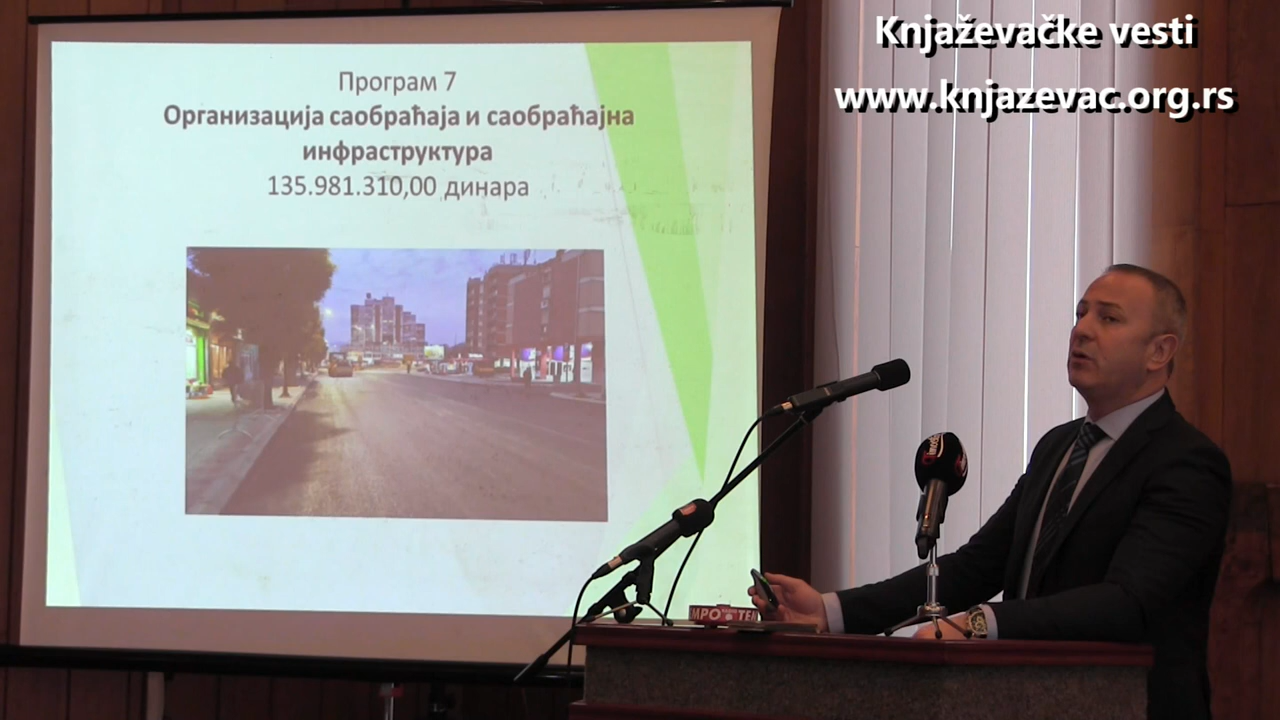 Програм 7
Организација саобраћаја и саобраћајна
инфраструктура
135.981.310,00 динара
Knjaževačke vesti
www.knjazevac.org.rs